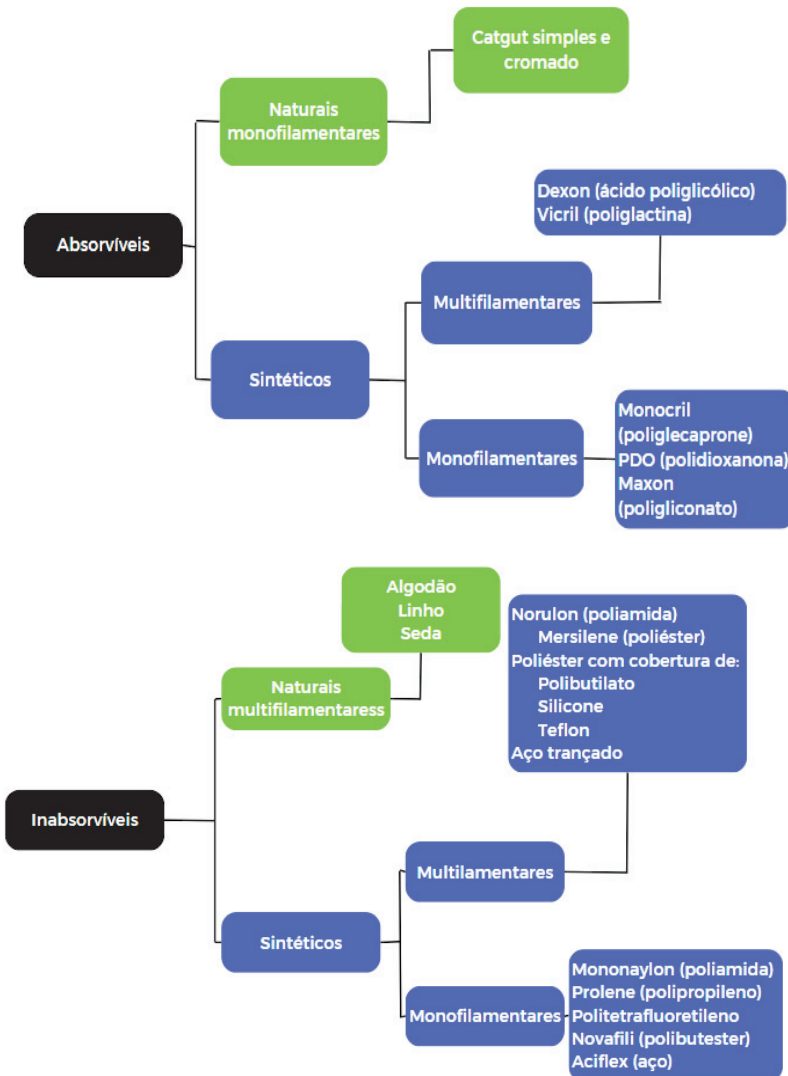 Catgut simples e
cromado
Naturais
monofilamentares
Absorvíveis
Dexon (ácido poliglicólico)
Vicril (poliglactina)
Multifilamentares
Sintéticos
Monofilamentares
Monocril
(poliglecaprone)
PDO (polidioxanona)
Maxon
(poligliconato)
Algodão
Linho
Seda
Naturais
multifilamentaress
Inabsorvíveis
Norulon (poliamida)
Mersilene (poliéster)
Poliéster com cobertura de:
Polibutilato
Silicone
Teflon
Aço trançado
Multilamentares
Sintéticos
Monofilamentares
Mononaylon (poliamida)
Prolene (polipropileno)
Politetrafluoretileno
Novafili (polibutester)
Aciflex (aço)